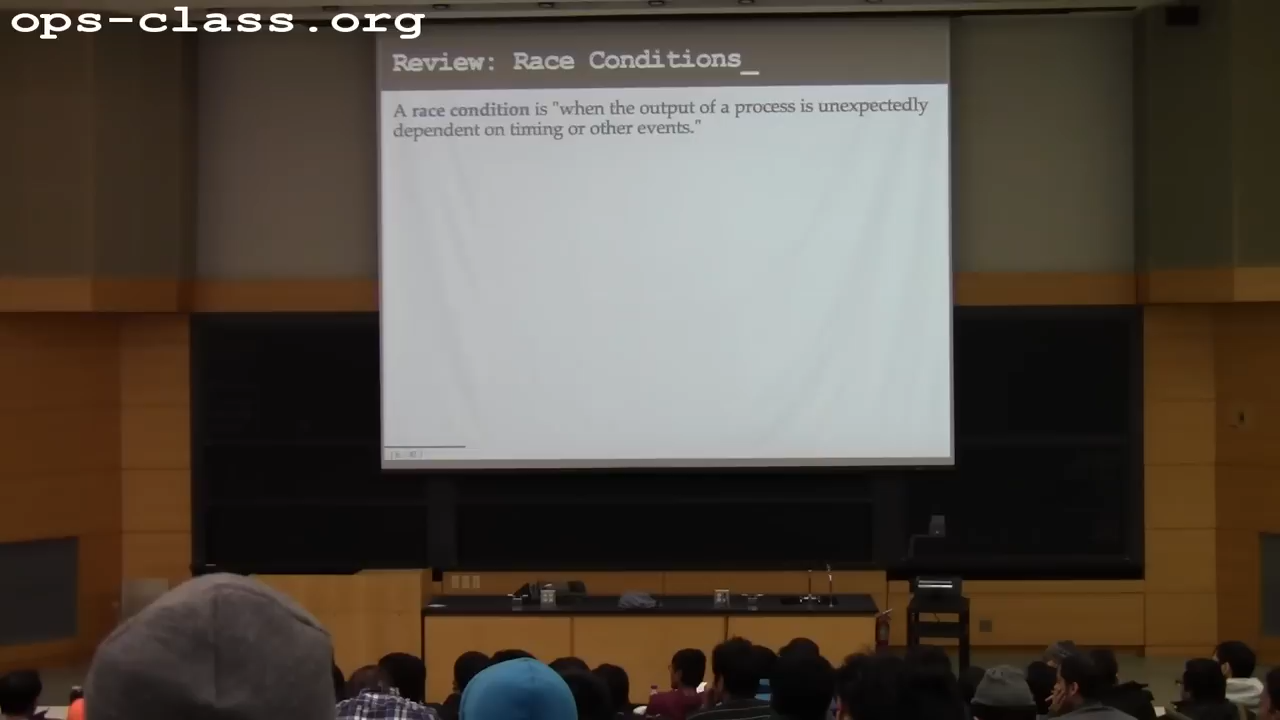 ops-class.org
Review: Race Conditions_
A race condition is "when the output of a process is unexpectedly
dependent on timing or other events."